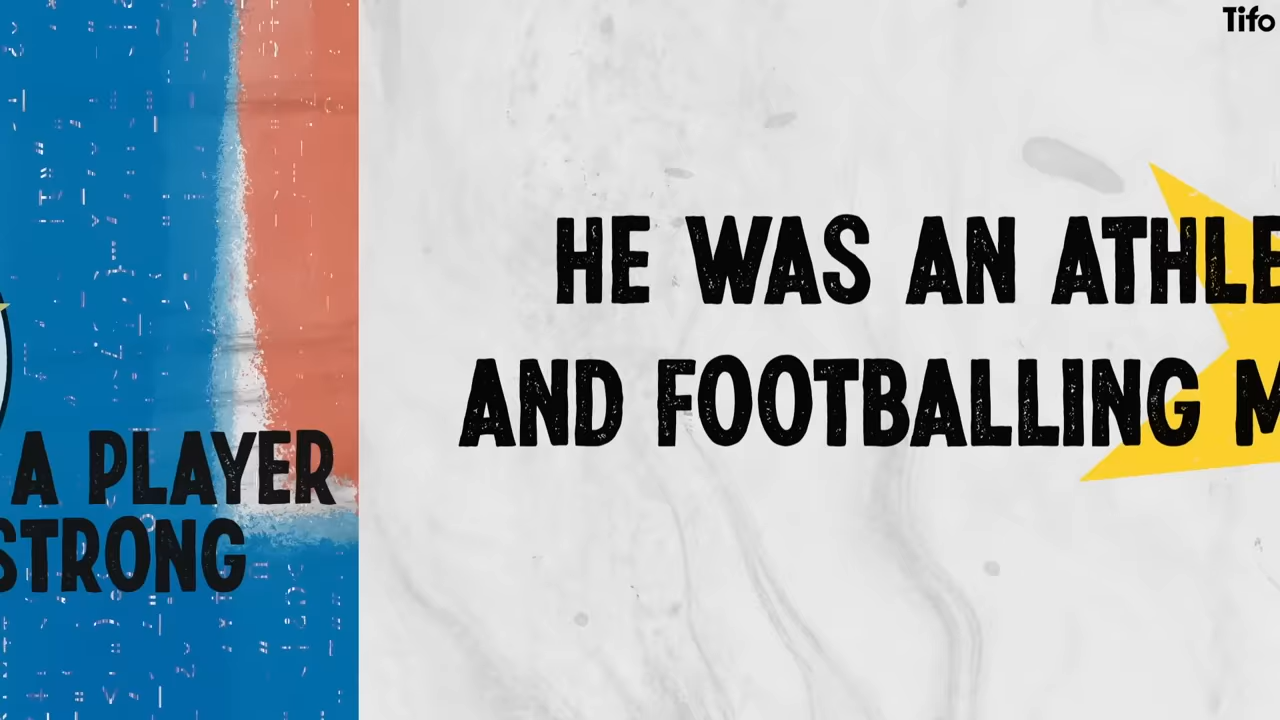 Tifo
HE WAS AN ATHLE
AND FOOTBALLING M
A PLAYER
STRONG